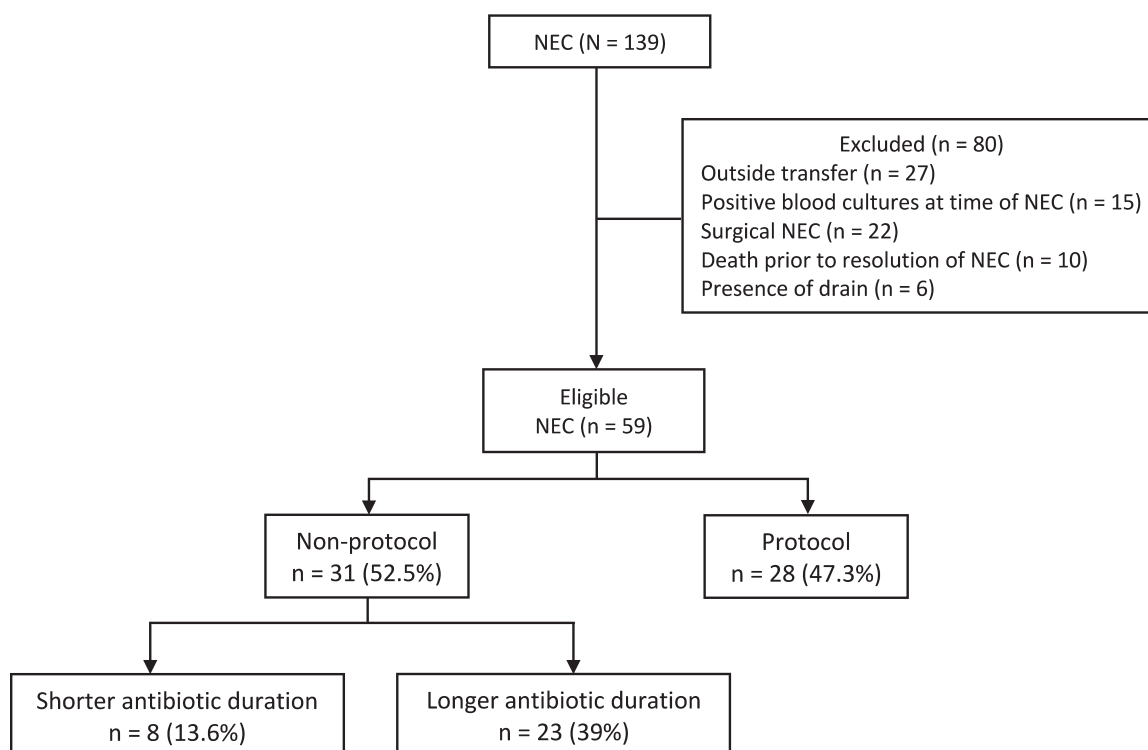 NEC (N = 139)
Excluded (n = 80)
Outside transfer (n = 27)
Positive blood cultures at time of NEC (n = 15)
Surgical NEC (n = 22)
Death prior to resolution of NEC (n = 10)
Presence of drain (n = 6)
Eligible
NEC (n = 59)
Non-protocol
n = 31 (52.5%)
Protocol
n = 28 (47.3%)
Shorter antibiotic duration
n = 8 (13.6%)
Longer antibiotic duration
n = 23 (39%)